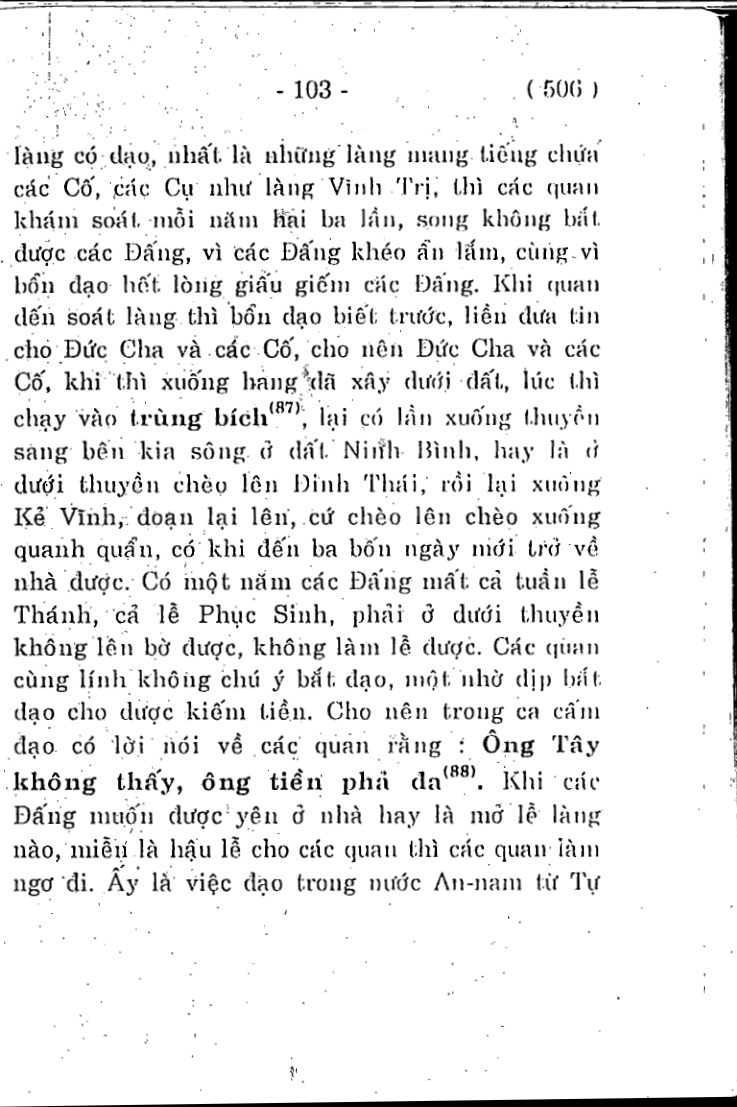 - 103 - ( 506 )
làng có đạo, nhất là những làng mang tiếng chứa
các Cố, các Cụ như làng Vĩnh Trị, thì các quan
khám soát mỗi năm hai ba lần, song không bắt
được các Đấng, vì các Đấng khéo ẩn lắm, cùng vì
bổn đạo hết lòng giấu giếm các Đấng. Khi quan
đến soát làng thì bổn đạo biết trước, liền đưa tin
cho Đức Cha và các Cố, cho nên Đức Cha và các
Cố, khi thì xuống hang đã xây dưới đất, lúc thì
chạy vào trùng bích(87), lại có lần xuống thuyền
sang bên kia sông ở đất Ninh Bình, hay là ở
dưới thuyền chèo lên Đinh Thái, rồi lại xuống
Kẻ Vĩnh, đoạn lại lên, cứ chèo lên chèo xuống
quanh quẩn, có khi đến ba bốn ngày mới trở về
nhà được. Có một năm các Đấng mất cả tuần lễ
Thánh, cả lễ Phục Sinh, phải ở dưới thuyền
không lên bờ được, không làm lễ được. Các quan
cùng lính không chú ý bắt đạo, một nhờ dịp bắt
đạo cho được kiếm tiền. Cho nên trong ca cấm
đạo có lời nói về các quan rằng : Ông Tây
không thấy, ông tiền phả da(88). Khi các
Đấng muốn được yên ở nhà hay là mở lễ làng
nào, miễn là hậu lễ cho các quan thì các quan làm
ngơ đi. Ấy là việc đạo trong nước An-nam từ Tự